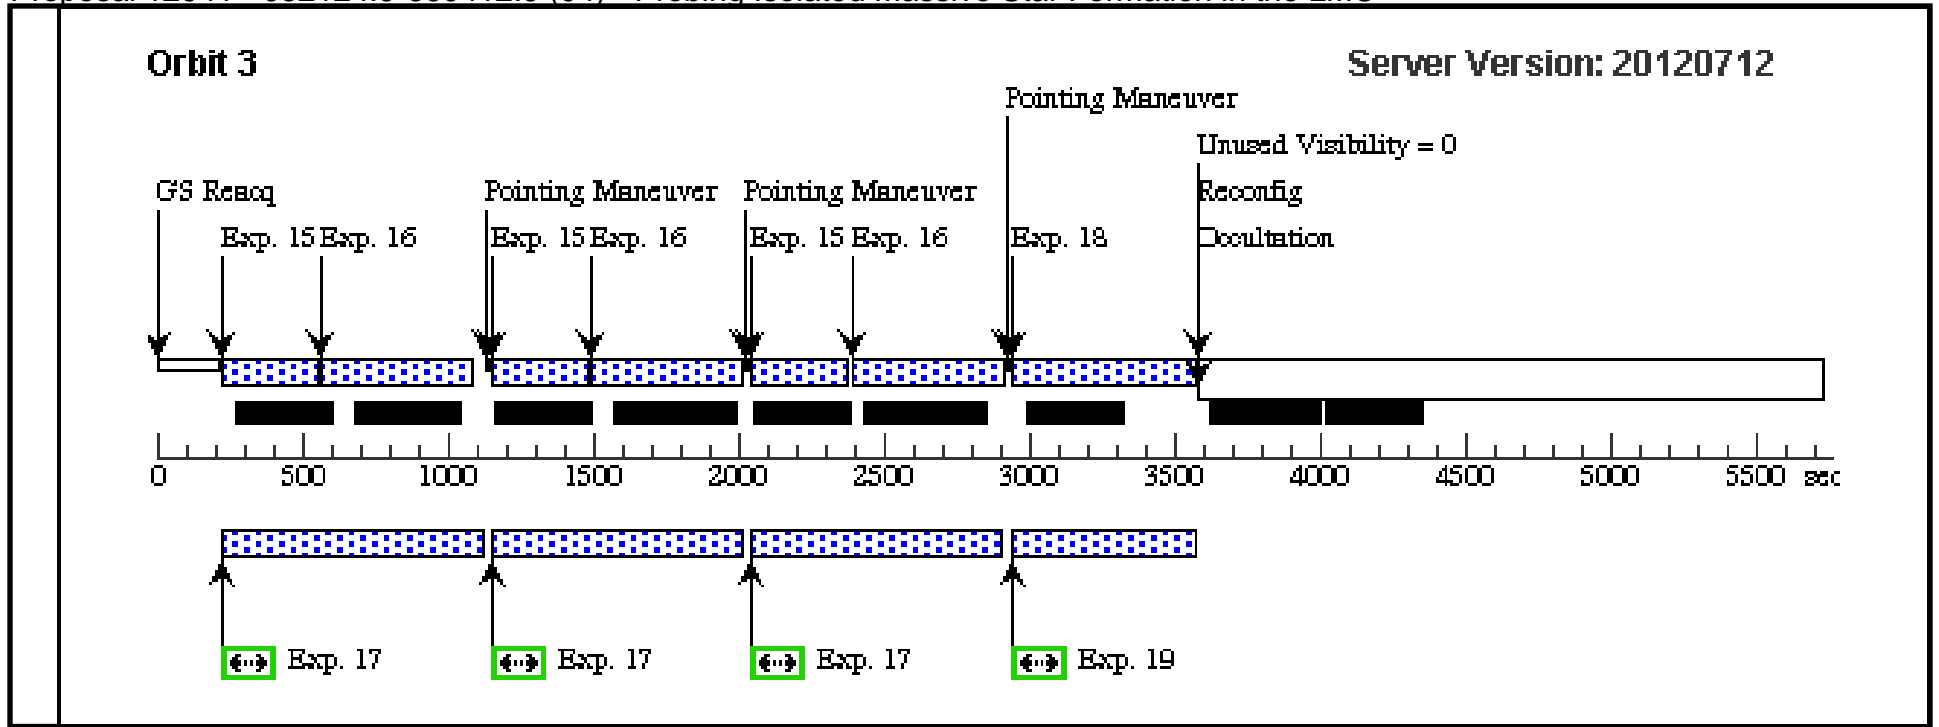 Orbit 3
Server Version: 20120712
Pointing Maneuver
Unused Visibility = 0
GS Reacq
Pointing Maneuver
Pointing Maneuver
Reconfig
Exp. 15
Exp. 16
Exp. 15
Exp. 16
Exp. 15
Exp. 16
Exp. 18
Occultation
0
500
1000
1500
2000
2500
3000
3500
4000
4500
5000
5500
sec
Exp. 17
Exp. 17
Exp. 17
Exp. 19